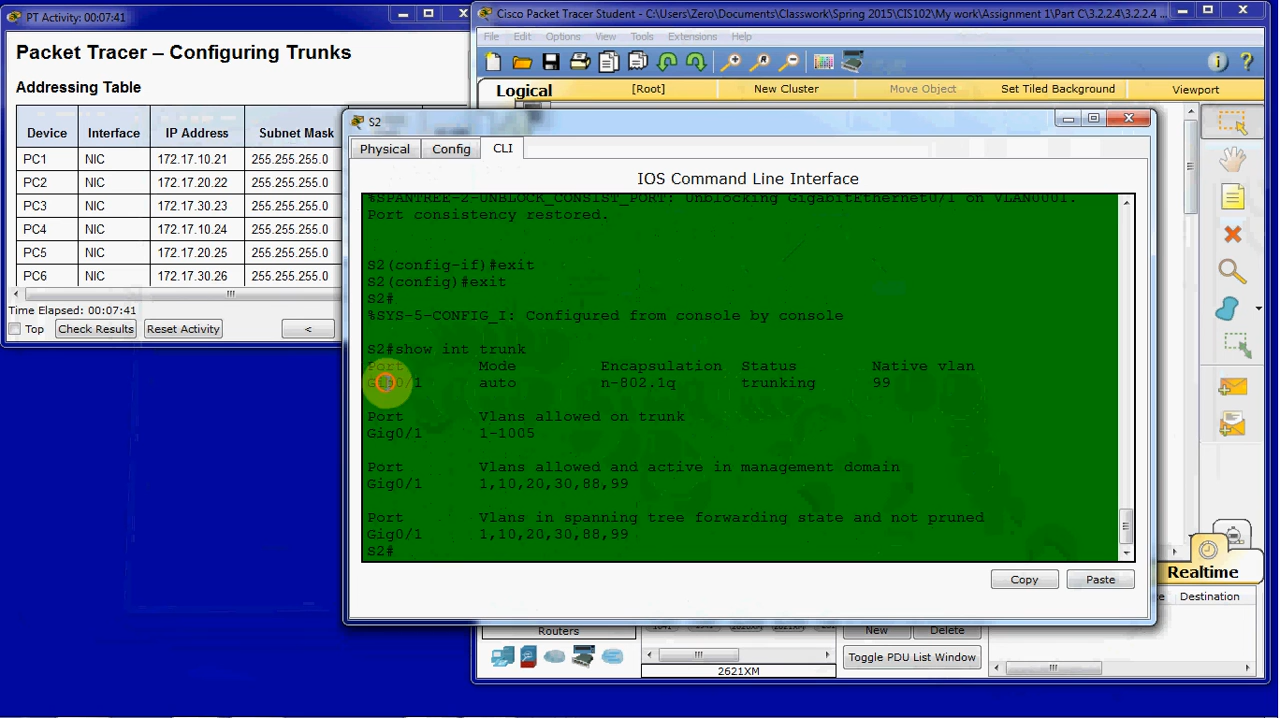 PT Activity: 00:07:41
Packet Tracer – Configuring Trunks
Addressing Table
Device Interface IP Address Subnet Mask
PC1 NIC 172.17.10.21 255.255.255.0
PC2 NIC 172.17.20.22 255.255.255.0
PC3 NIC 172.17.30.23 255.255.255.0
PC4 NIC 172.17.10.24 255.255.255.0
PC5 NIC 172.17.20.25 255.255.255.0
PC6 NIC 172.17.30.26 255.255.255.0
Time Elapsed: 00:07:41
Top Check Results Reset Activity <
Cisco Packet Tracer Student - C:\Users\Zero\Documents\Classwork\Spring 2015\CIS102\My work\Assignment 1\Part C\3.2.2.4\3.2.2.4 ...
File Edit Options View Tools Extensions Help
Logical [Root] New Cluster Move Object Set Tiled Background Viewport
S2
Physical Config CLI
IOS Command Line Interface
%SPANTREE-2-UNBLOCK_CONSIST_PORT: Unblocking GigabitEthernet0/1 on VLAN0001.
Port consistency restored.
S2(config-if)#exit
S2(config)#exit
S2#
%SYS-5-CONFIG_I: Configured from console by console
S2#show int trunk
Port Mode Encapsulation Status Native vlan
Gig0/1 auto n-802.1q trunking 99
Port Vlans allowed on trunk
Gig0/1 1-1005
Port Vlans allowed and active in management domain
Gig0/1 1,10,20,30,88,99
Port Vlans in spanning tree forwarding state and not pruned
Gig0/1 1,10,20,30,88,99
S2#
Copy Paste
Realtime
Destination
Routers
New Delete
Toggle PDU List Window
2621XM